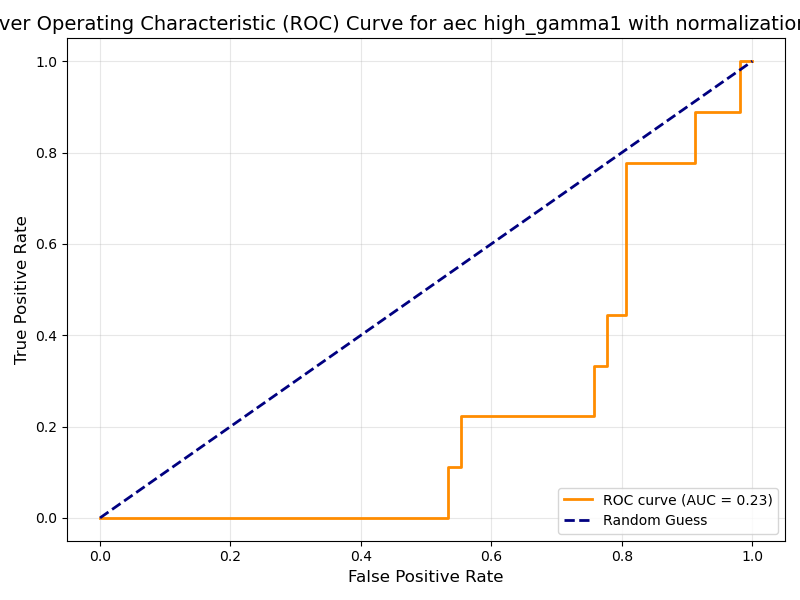 ver Operating Characteristic (ROC) Curve for aec high_gamma1 with normalization
1.0
0.8
0.6
0.4
0.2
0.0
True Positive Rate
ROC curve (AUC = 0.23)
Random Guess
0.0 0.2 0.4 0.6 0.8 1.0
False Positive Rate